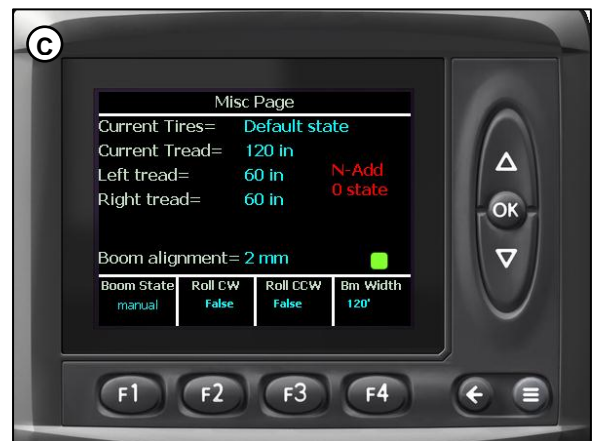 C
Misc Page
Current Tires= Default state
Current Tread= 120 in
Left tread= 60 in N-Add
Right tread= 60 in 0 state
Boom alignment= 2 mm
Boom State Roll CW Roll CCW Bm Width
manual False False 120'
OK
F1 F2 F3 F4